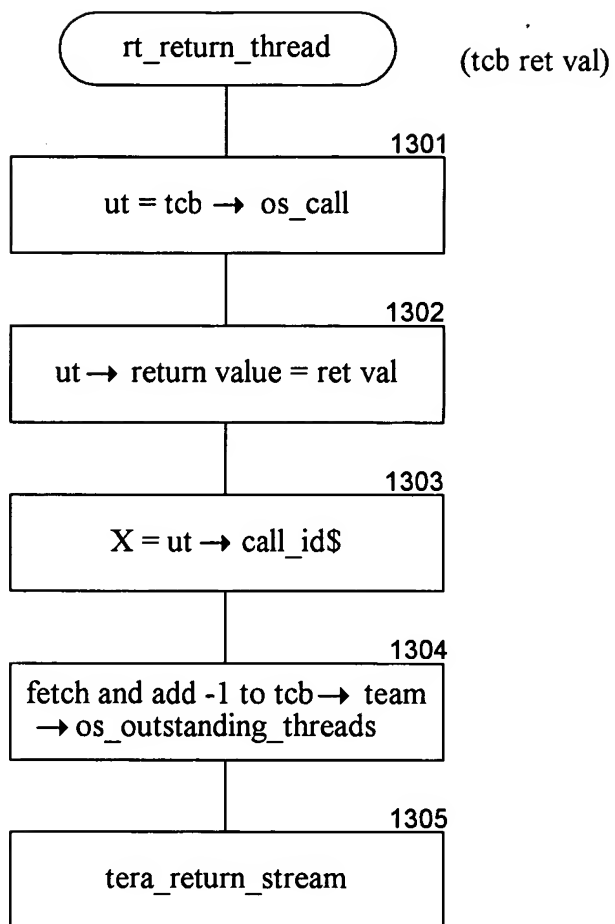 rt_return_thread
(tcb ret val)
1301
ut = tcb → os_call
1302
ut → return value = ret val
1303
X = ut → call_id$
1304
fetch and add -1 to tcb → team
→ os_outstanding_threads
1305
tera_return_stream